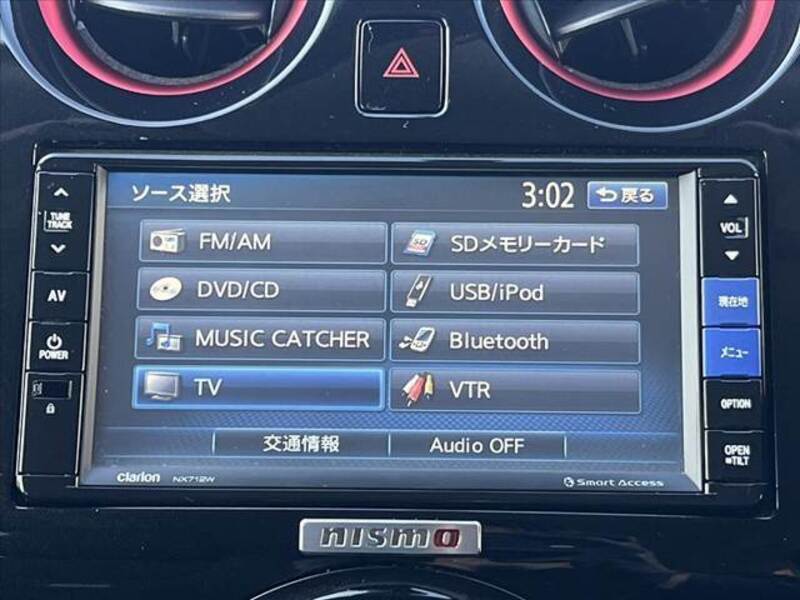 ソース選択 3:02 戻る
TUNE
TRACK
AV
POWER
FM/AM
SDメモリーカード
DVD/CD
USB/iPod
MUSIC CATCHER
Bluetooth
TV
VTR
交通情報
Audio OFF
VOL
現在地
メニュー
OPTION
OPEN
TILT
clarion NX712W
Smart Access
nismo